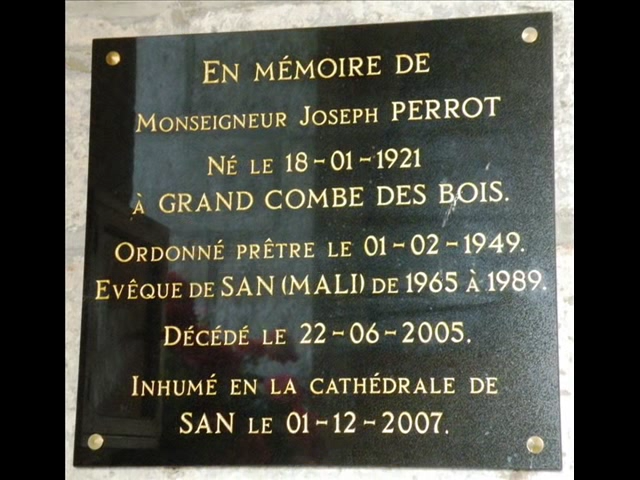 EN MÉMOIRE DE
MONSEIGNEUR JOSEPH PERROT
NÉ LE 18-01-1921
À GRAND COMBE DES BOIS.
ORDONNÉ PRÊTRE LE 01-02-1949.
EVÊQUE DE SAN (MALI) DE 1965 À 1989.
DÉCÉDÉ LE 22-06-2005.
INHUMÉ EN LA CATHÉDRALE DE
SAN LE 01-12-2007.